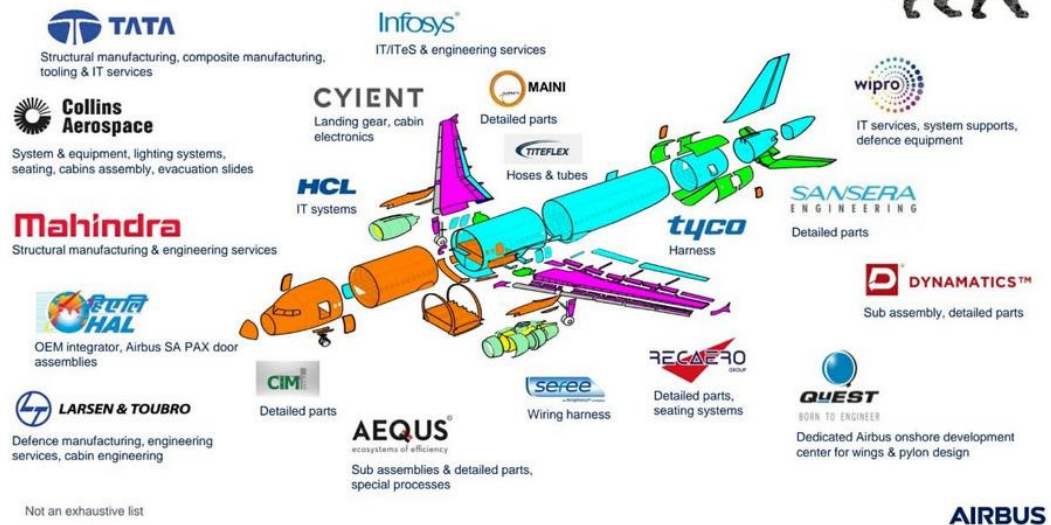 TATA
Structural manufacturing, composite manufacturing,
tooling & IT services
Infosys®
IT/ITeS & engineering services
Collins
Aerospace
System & equipment, lighting systems,
seating, cabins assembly, evacuation slides
CYIENT
Landing gear, cabin
electronics
MAINI
Detailed parts
TITEFLEX
Hoses & tubes
wipro
IT services, system supports,
defence equipment
HCL
IT systems
Mahindra
Structural manufacturing & engineering services
tyco
Harness
SANSERA
ENGINEERING
Detailed parts
DYNAMATICS™
Sub assembly, detailed parts
एचएएल
HAL
OEM integrator, Airbus SA PAX door
assemblies
CIM
Detailed parts
LARSEN & TOUBRO
Defence manufacturing, engineering
services, cabin engineering
AEQUS®
ecosystems of efficiency
Sub assemblies & detailed parts,
special processes
seree
Wiring harness
RECAERO
GROUP
Detailed parts,
seating systems
QUEST
BORN TO ENGINEER
Dedicated Airbus onshore development
center for wings & pylon design
Not an exhaustive list
AIRBUS